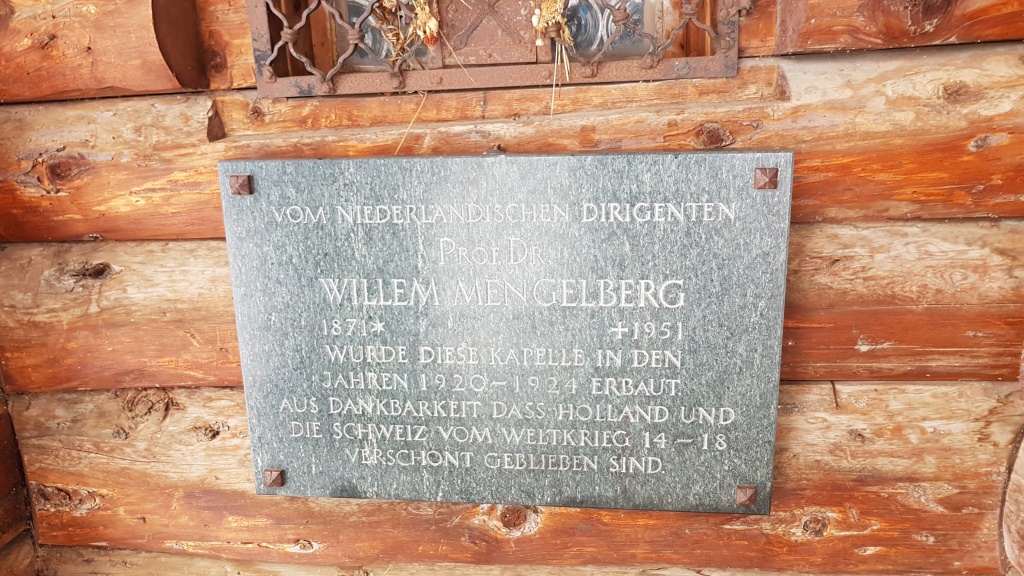 VOM NIEDERLÄNDISCHEN DIRIGENTEN
PROF. DR.
WILLEM MENGELBERG
1871* +1951
WURDE DIESE KAPELLE IN DEN
JAHREN 1920-1924 ERBAUT
AUS DANKBARKEIT DASS HOLLAND UND
DIE SCHWEIZ VOM WELTKRIEG 14-18
VERSCHONT GEBLIEBEN SIND.